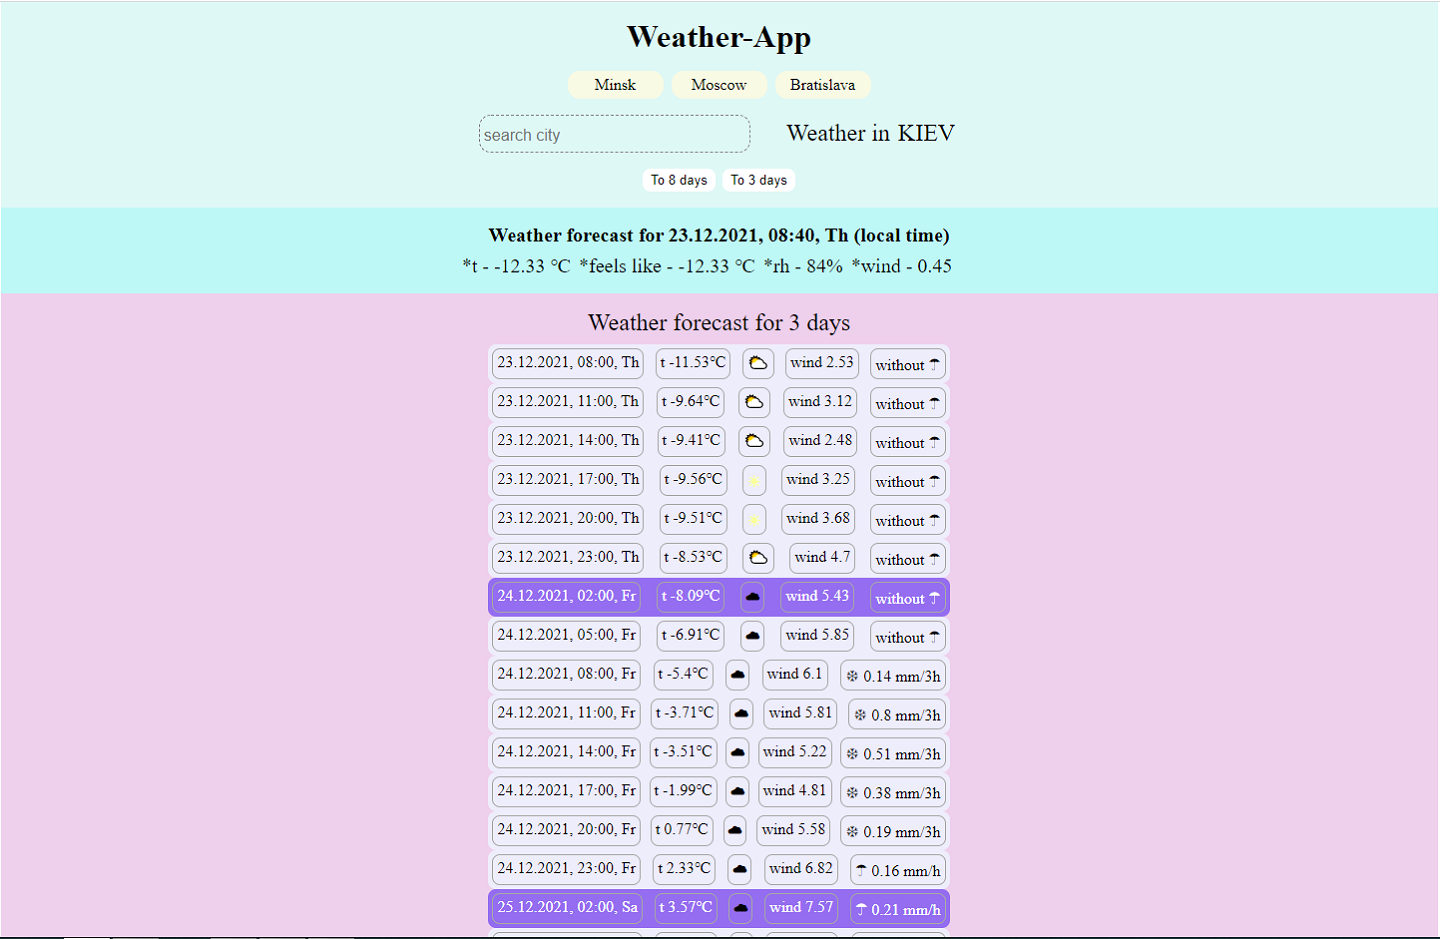 Weather-App
Minsk Moscow Bratislava
search city Weather in KIEV
To 8 days To 3 days
Weather forecast for 23.12.2021, 08:40, Th (local time)
*t - -12.33 °C *feels like - -12.33 °C *rh - 84% *wind - 0.45
Weather forecast for 3 days
23.12.2021, 08:00, Th t -11.53°C wind 2.53 without ☂
23.12.2021, 11:00, Th t -9.64°C wind 3.12 without ☂
23.12.2021, 14:00, Th t -9.41°C wind 2.48 without ☂
23.12.2021, 17:00, Th t -9.56°C wind 3.25 without ☂
23.12.2021, 20:00, Th t -9.51°C wind 3.68 without ☂
23.12.2021, 23:00, Th t -8.53°C wind 4.7 without ☂
24.12.2021, 02:00, Fr t -8.09°C wind 5.43 without ☂
24.12.2021, 05:00, Fr t -6.91°C wind 5.85 without ☂
24.12.2021, 08:00, Fr t -5.4°C wind 6.1 ❄ 0.14 mm/3h
24.12.2021, 11:00, Fr t -3.71°C wind 5.81 ❄ 0.8 mm/3h
24.12.2021, 14:00, Fr t -3.51°C wind 5.22 ❄ 0.51 mm/3h
24.12.2021, 17:00, Fr t -1.99°C wind 4.81 ❄ 0.38 mm/3h
24.12.2021, 20:00, Fr t 0.77°C wind 5.58 ❄ 0.19 mm/3h
24.12.2021, 23:00, Fr t 2.33°C wind 6.82 ☂ 0.16 mm/h
25.12.2021, 02:00, Sa t 3.57°C wind 7.57 ☂ 0.21 mm/h